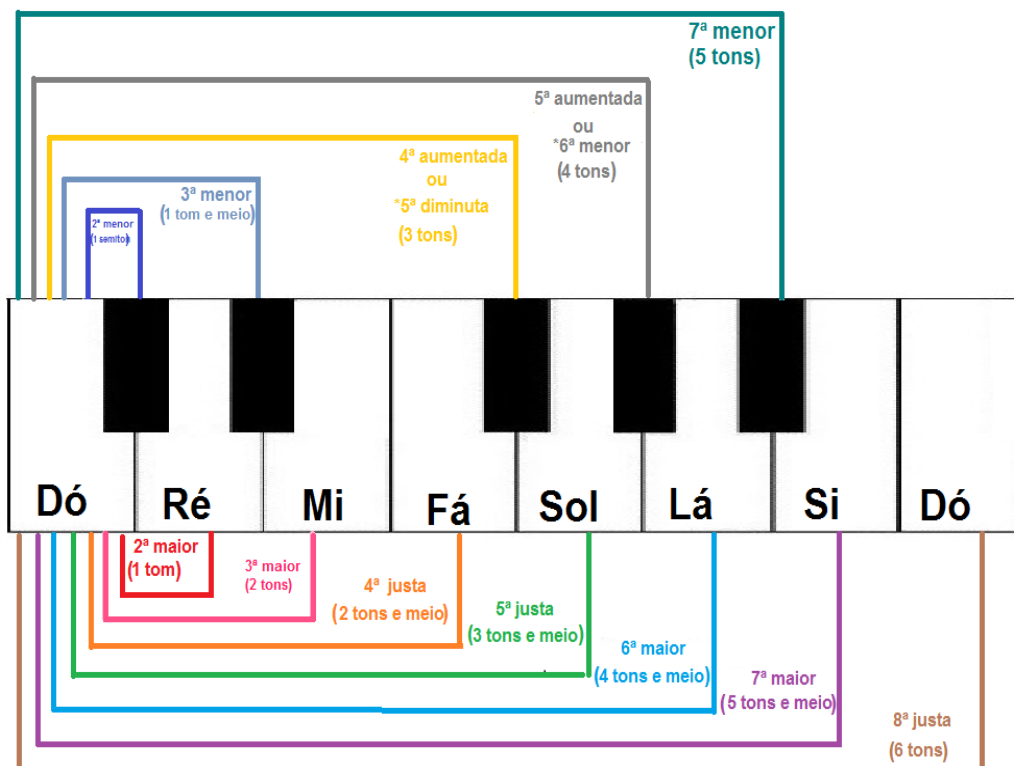 7ª menor
(5 tons)
5ª aumentada
ou
*6ª menor
(4 tons)
4ª aumentada
ou
*5ª diminuta
(3 tons)
3ª menor
(1 tom e meio)
2ª menor
(1 semitom)
Dó
Ré
Mi
Fá
Sol
Lá
Si
Dó
2ª maior
(1 tom)
3ª maior
(2 tons)
4ª justa
(2 tons e meio)
5ª justa
(3 tons e meio)
6ª maior
(4 tons e meio)
7ª maior
(5 tons e meio)
8ª justa
(6 tons)